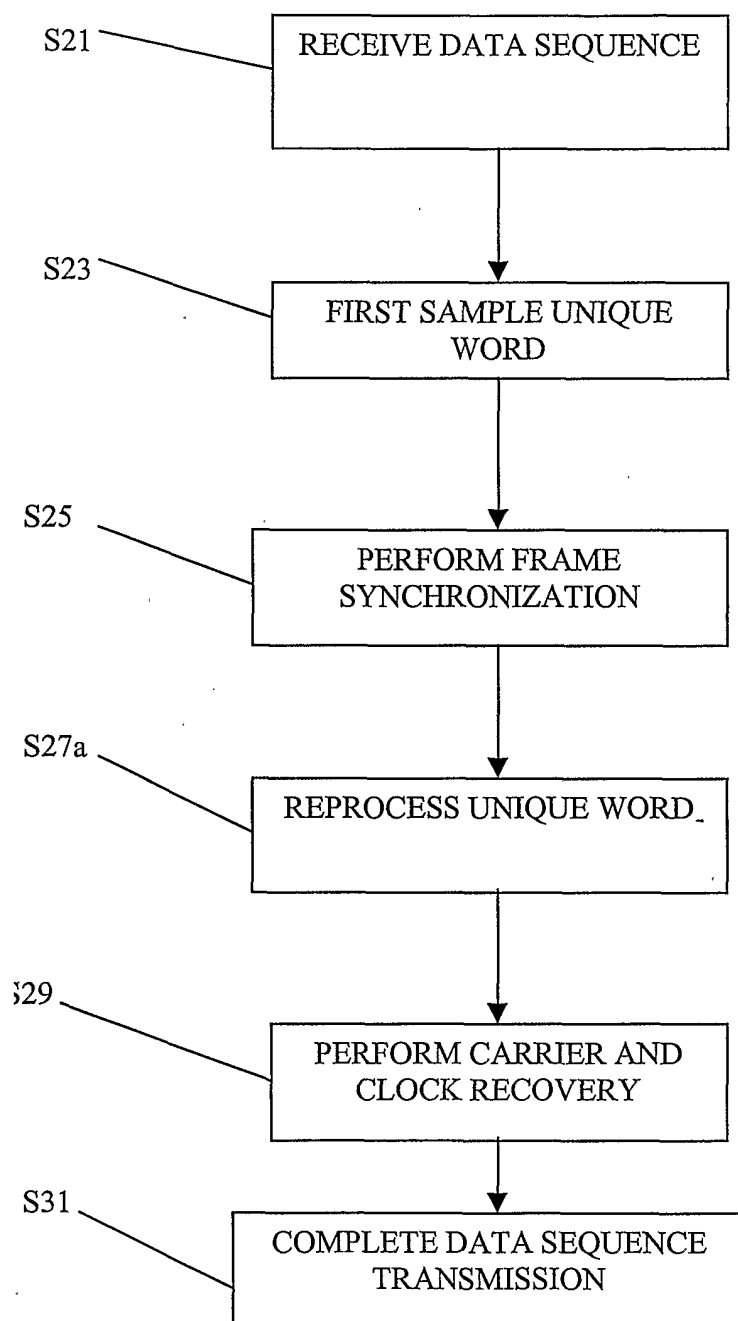 S21
RECEIVE DATA SEQUENCE
S23
FIRST SAMPLE UNIQUE
WORD
S25
PERFORM FRAME
SYNCHRONIZATION
S27a
REPROCESS UNIQUE WORD
S29
PERFORM CARRIER AND
CLOCK RECOVERY
S31
COMPLETE DATA SEQUENCE
TRANSMISSION